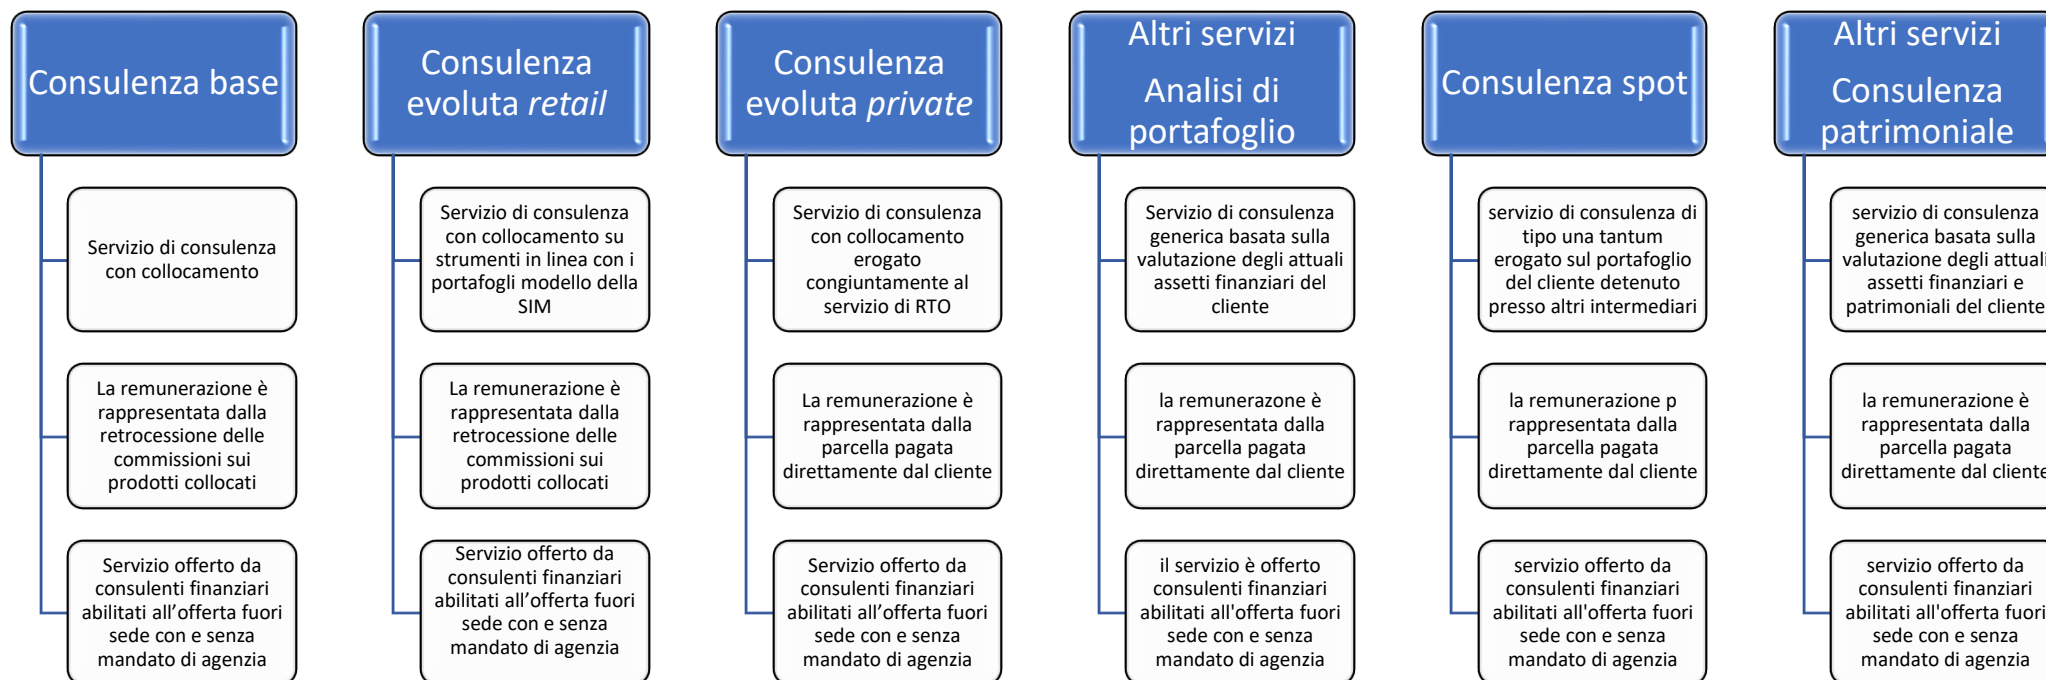 Consulenza base
Servizio di consulenza
con collocamento
La remunerazione è
rappresentata dalla
retrocessione delle
commissioni sui
prodotti collocati
Servizio offerto da
consulenti finanziari
abilitati all’offerta fuori
sede con e senza
mandato di agenzia
Consulenza
evoluta retail
Servizio di consulenza
con collocamento su
strumenti in linea con i
portafogli modello della
SIM
La remunerazione è
rappresentata dalla
retrocessione delle
commissioni sui
prodotti collocati
Servizio offerto da
consulenti finanziari
abilitati all’offerta fuori
sede con e senza
mandato di agenzia
Consulenza
evoluta private
Servizio di consulenza
con collocamento
erogato
congiuntamente al
servizio di RTO
La remunerazione è
rappresentata dalla
parcella pagata
direttamente dal cliente
Servizio offerto da
consulenti finanziari
abilitati all’offerta fuori
sede con e senza
mandato di agenzia
Altri servizi
Analisi di
portafoglio
Servizio di consulenza
generica basata sulla
valutazione degli attuali
assetti finanziari del
cliente
la remunerazone è
rappresentata dalla
parcella pagata
direttamente dal cliente
il servizio è offerto
consulenti finanziari
abilitati all'offerta fuori
sede con e senza
mandato di agenzia
Consulenza spot
servizio di consulenza di
tipo una tantum
erogato sul portafoglio
del cliente detenuto
presso altri intermediari
la remunerazione p
rappresentata dalla
parcella pagata
direttamente dal cliente
servizio offerto da
consulenti finanziari
abilitati all'offerta fuori
sede con e senza
mandato di agenzia
Altri servizi
Consulenza
patrimoniale
servizio di consulenza
generica basata sulla
valutazione degli attuali
assetti finanziari e
patrimoniali del cliente
la remunerazione è
rappresentata dalla
parcella pagata
direttamente dal cliente
servizio offerto da
consulenti finanziari
abilitati all'offerta fuori
sede con e senza
mandato di agenzia